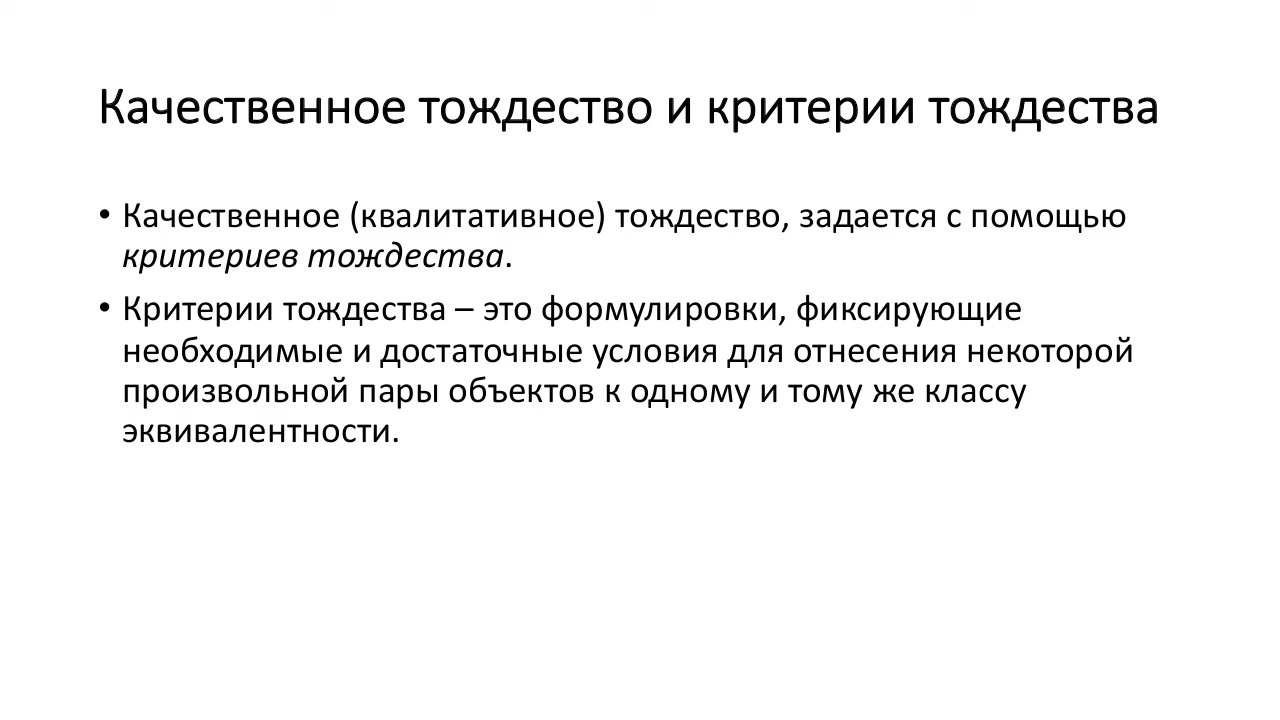 Качественное тождество и критерии тождества
• Качественное (квалитативное) тождество, задается с помощью
критериев тождества.
• Критерии тождества – это формулировки, фиксирующие
необходимые и достаточные условия для отнесения некоторой
произвольной пары объектов к одному и тому же классу
эквивалентности.